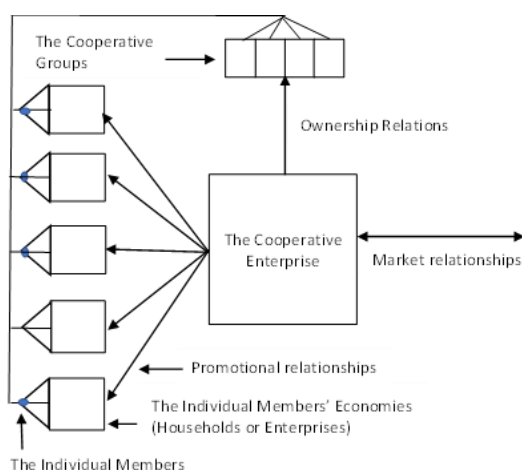 The Cooperative
Groups
Ownership Relations
The Cooperative
Enterprise
Market relationships
Promotional relationships
The Individual Members’ Economies
(Households or Enterprises)
The Individual Members